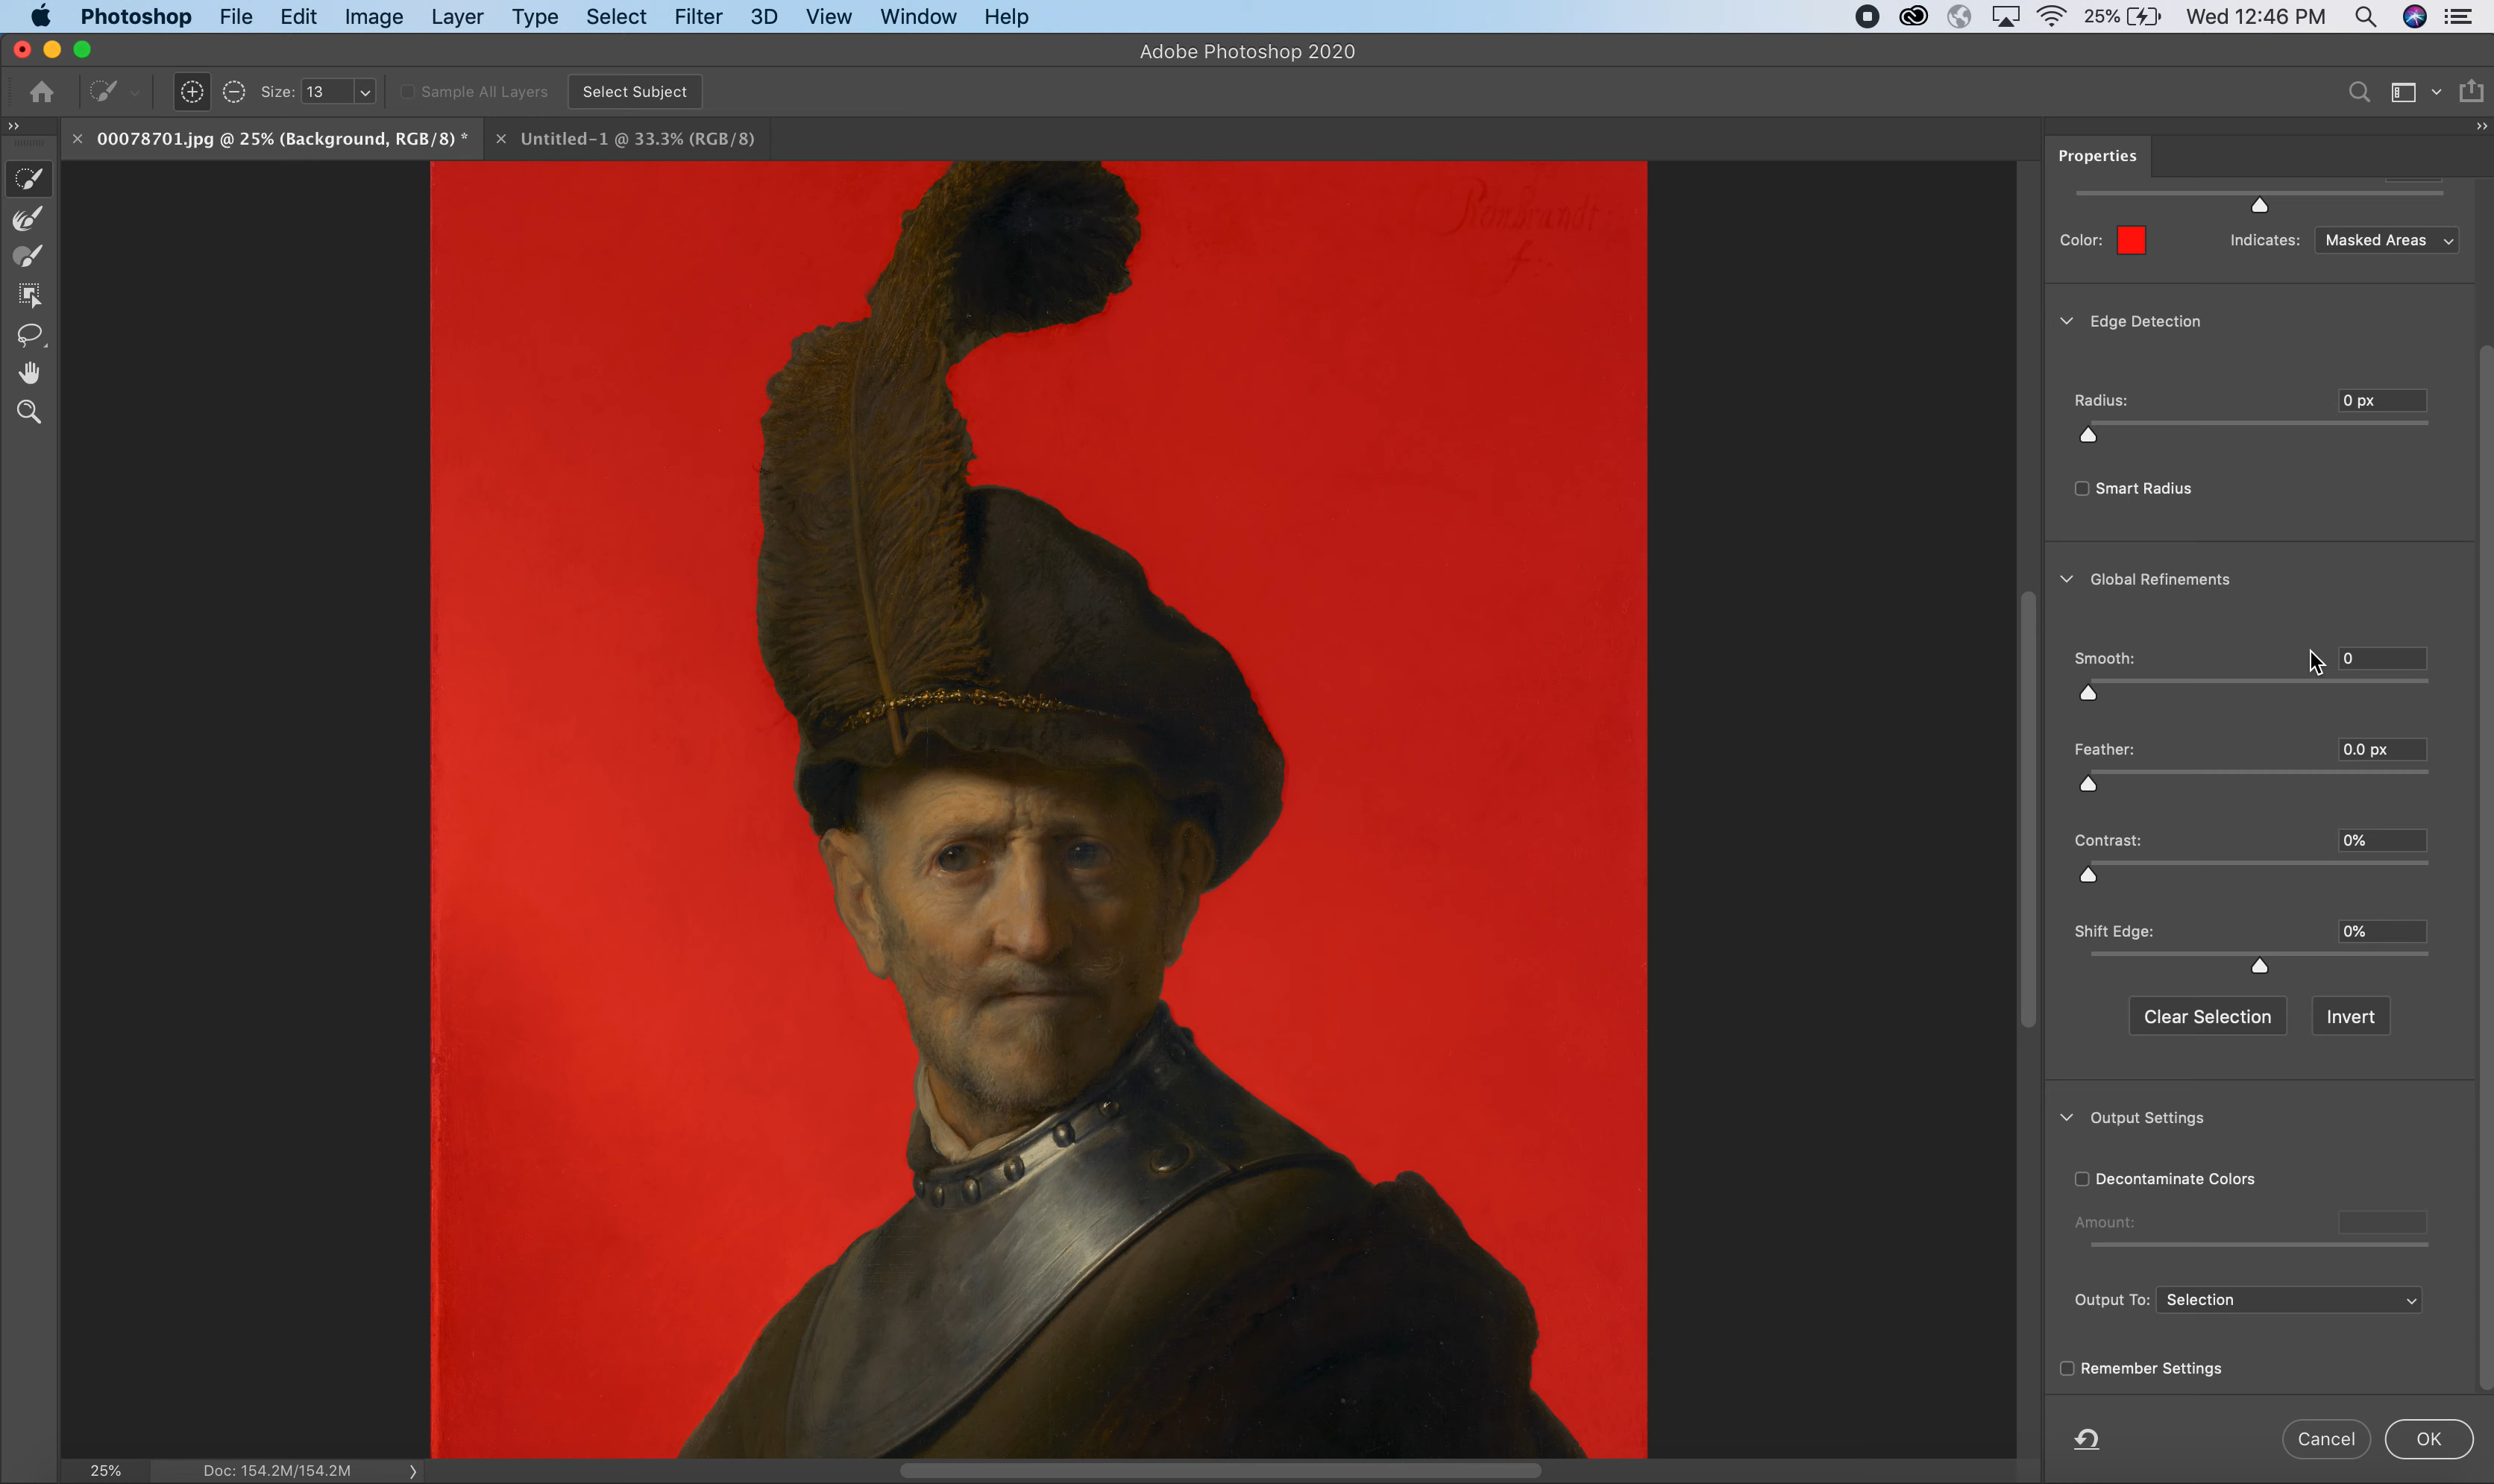 Photoshop File Edit Image Layer Type Select Filter 3D View Window Help 25% Wed 12:46 PM
Adobe Photoshop 2020
Size: 13 Sample All Layers Select Subject
× 00078701.jpg @ 25% (Background, RGB/8) * × Untitled-1 @ 33.3% (RGB/8)
Properties
Rembrandt
f:
Color: Indicates: Masked Areas
Edge Detection
Radius: 0 px
Smart Radius
Global Refinements
Smooth: 0
Feather: 0.0 px
Contrast: 0%
Shift Edge: 0%
Clear Selection Invert
Output Settings
Decontaminate Colors
Amount:
Output To: Selection
Remember Settings
Cancel OK
25% Doc: 154.2M/154.2M